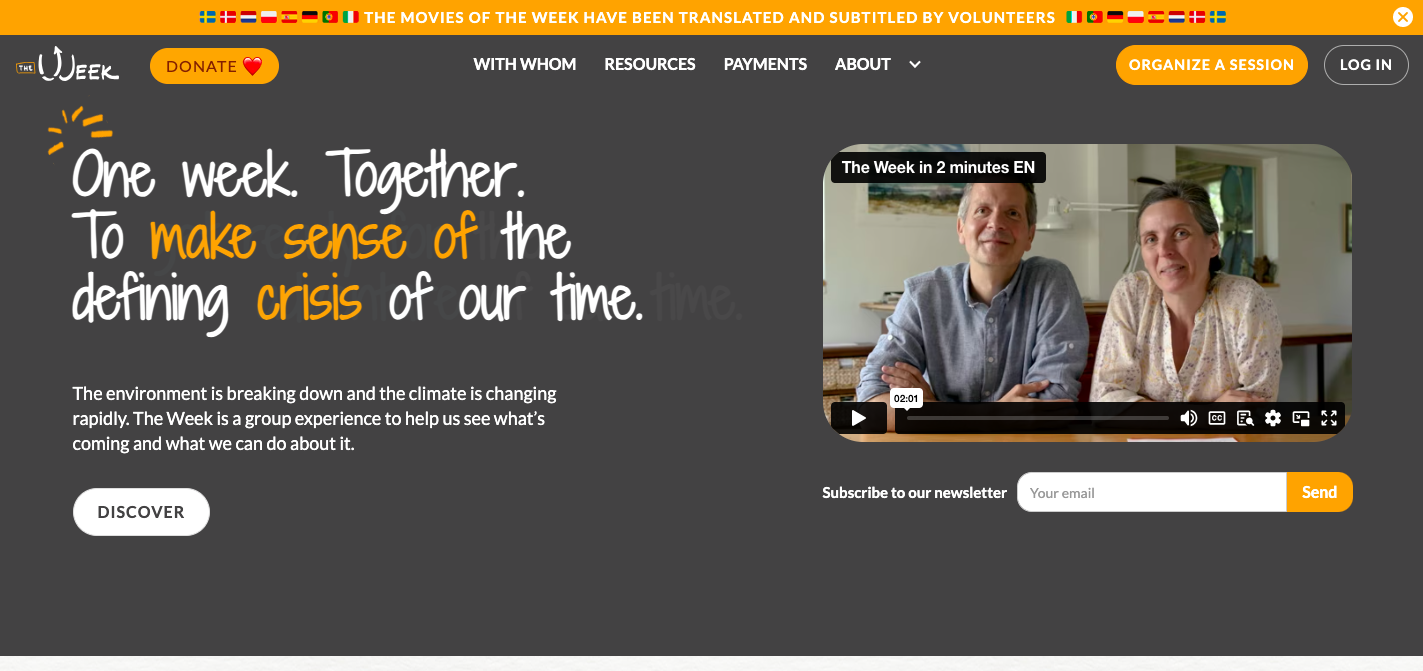 THE MOVIES OF THE WEEK HAVE BEEN TRANSLATED AND SUBTITLED BY VOLUNTEERS
THE WEEK
DONATE ❤️
WITH WHOM
RESOURCES
PAYMENTS
ABOUT
ORGANIZE A SESSION
LOG IN
One week. Together.
To make sense of the
defining crisis of our time.
The environment is breaking down and the climate is changing
rapidly. The Week is a group experience to help us see what's
coming and what we can do about it.
DISCOVER
The Week in 2 minutes EN
02:01
CC
Subscribe to our newsletter
Your email
Send